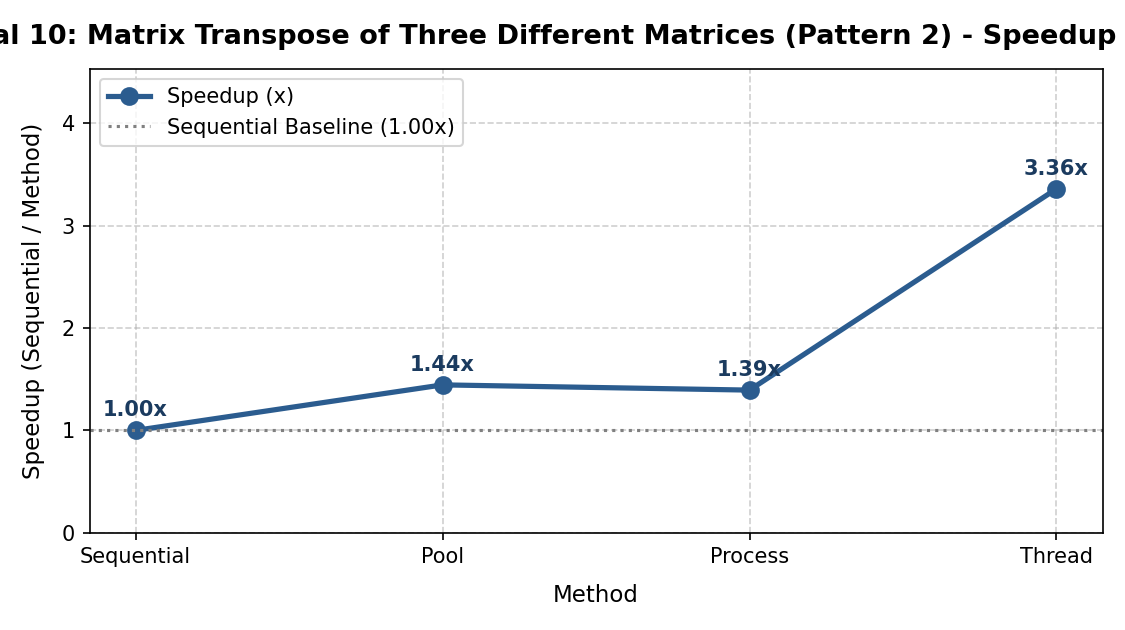 al 10: Matrix Transpose of Three Different Matrices (Pattern 2) - Speedup
Speedup (x)
Sequential Baseline (1.00x)
Speedup (Sequential / Method)
4
3
2
1
0
1.00x
1.44x
1.39x
3.36x
Sequential
Pool
Process
Thread
Method